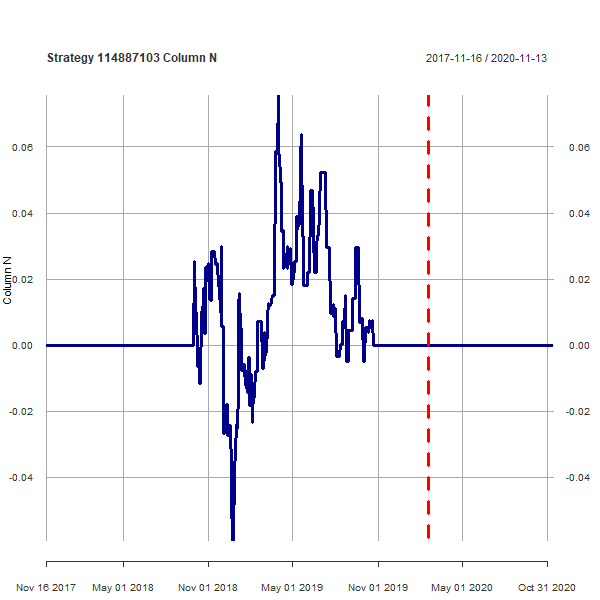 Strategy 114887103 Column N
2017-11-16 / 2020-11-13
0.06
0.06
0.04
0.04
0.02
0.02
0.00
0.00
-0.02
-0.02
-0.04
-0.04
Column N
Nov 16 2017
May 01 2018
Nov 01 2018
May 01 2019
Nov 01 2019
May 01 2020
Oct 31 2020